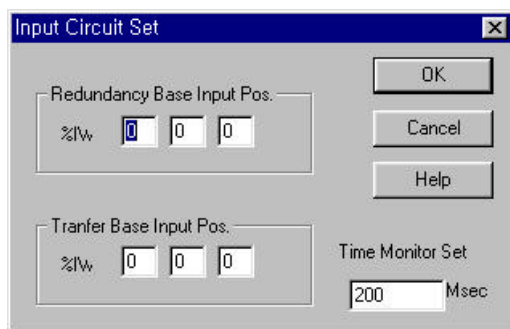 Input Circuit Set
OK
Redundancy Base Input Pos.
%IW 0 0 0
Cancel
Help
Tranfer Base Input Pos.
%IW 0 0 0
Time Monitor Set
200 Msec